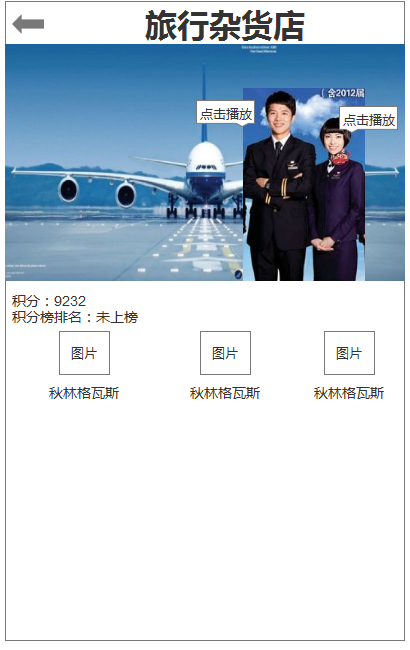 旅行杂货店
（含2012届
点击播放
点击播放
积分：9232
积分榜排名：未上榜
图片 图片 图片
秋林格瓦斯 秋林格瓦斯 秋林格瓦斯